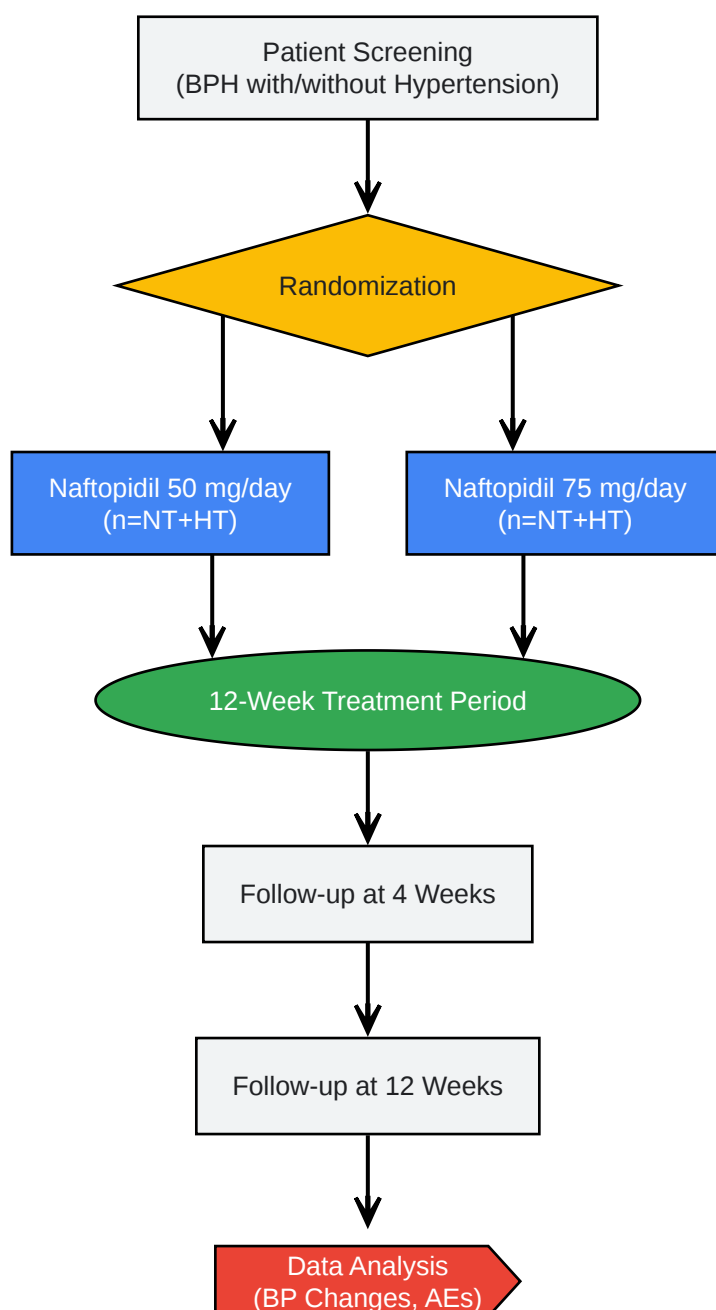 Patient Screening
(BPH with/without Hypertension)
Randomization
Naftopidil 50 mg/day
(n=NT+HT)
Naftopidil 75 mg/day
(n=NT+HT)
12-Week Treatment Period
Follow-up at 4 Weeks
Follow-up at 12 Weeks
Data Analysis
(BP Changes, AEs)